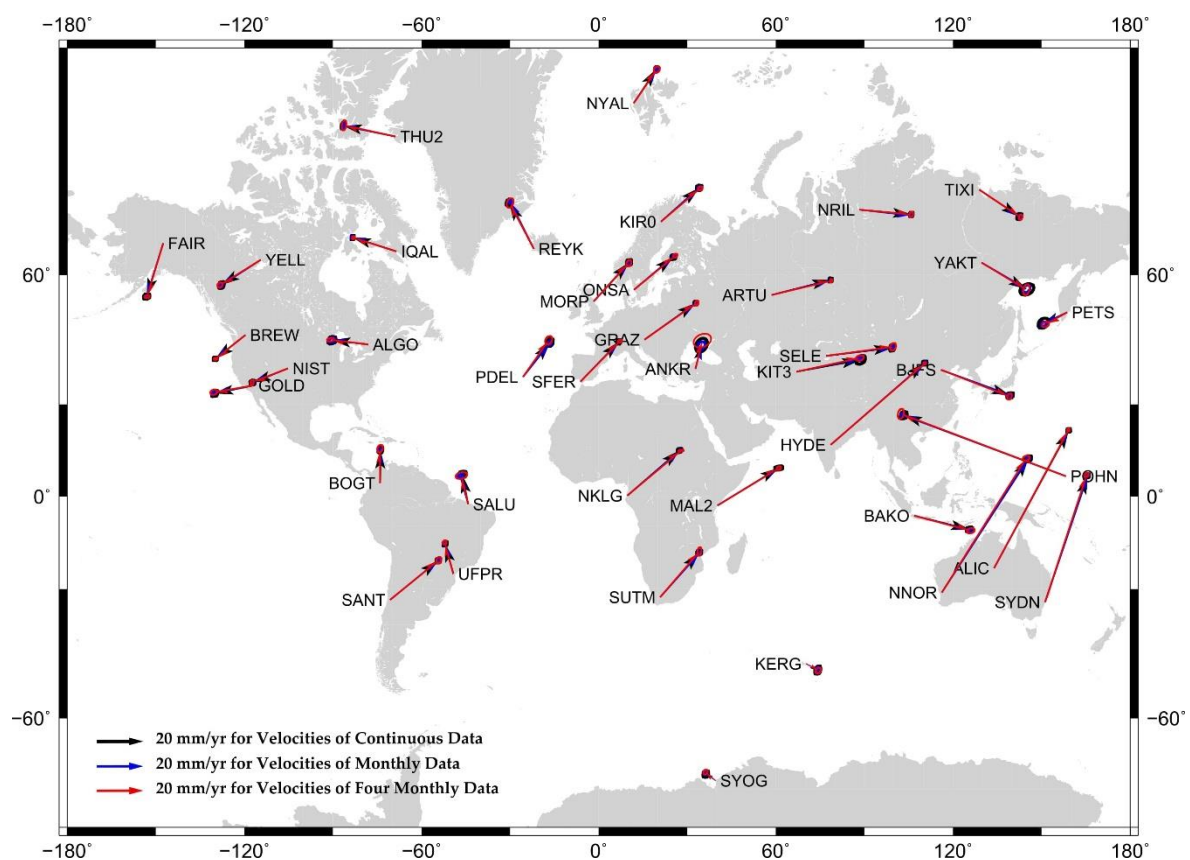 −180° −120° −60° 0° 60° 120° 180°
NYAL
THU2
TIXI
KIR0
NRIL
FAIR
IQAL
REYK
YELL
YAKT
60° 60°
ONSA
MORP
ARTU
PETS
BREW
ALGO
GRAZ
SELE
NIST
ANKR
KIT3
BJFS
PDEL
SFER
GOLD
HYDE
BOGT
SALU
NKLG
MAL2
POHN
0° 0°
BAKO
ALIC
UFPR
NNOR
SANT
SUTM
SYDN
KERG
−60° −60°
20 mm/yr for Velocities of Continuous Data
20 mm/yr for Velocities of Monthly Data
20 mm/yr for Velocities of Four Monthly Data
SYOG
−180° −120° −60° 0° 60° 120° 180°